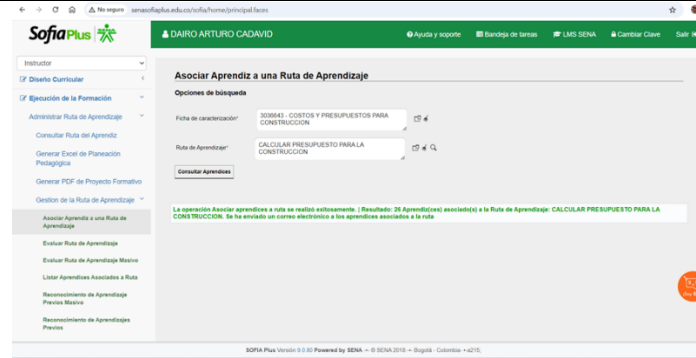 No seguro senasofiaplus.edu.co/sofia/home/principal.faces
Sofia Plus
DAIRO ARTURO CADAVID
Ayuda y soporte
Bandeja de tareas
LMS SENA
Cambiar Clave
Salir
Instructor
Diseño Curricular
Ejecución de la Formación
Administrar Ruta de Aprendizaje
Consultar Ruta del Aprendiz
Generar Excel de Planeación
Pedagógica
Generar PDF de Proyecto Formativo
Gestion de la Ruta de Aprendizaje
Asociar Aprendiz a una Ruta de
Aprendizaje
Evaluar Ruta de Aprendizaje
Evaluar Ruta de Aprendizaje Masivo
Listar Aprendices Asociados a Ruta
Reconocimiento de Aprendizaje
Previos Masivo
Reconocimiento de Aprendizajes
Previos
Asociar Aprendiz a una Ruta de Aprendizaje
Opciones de búsqueda
Ficha de caracterización*
3036643 - COSTOS Y PRESUPUESTOS PARA
CONSTRUCCION
Ruta de Aprendizaje*
CALCULAR PRESUPUESTO PARA LA
CONSTRUCCION
Consultar Aprendices
La operación Asociar aprendices a ruta se realizó exitosamente. | Resultado: 26 Aprendiz(ces) asociado(s) a la Ruta de Aprendizaje: CALCULAR PRESUPUESTO PARA LA
CONSTRUCCION. Se ha enviado un correo electrónico a los aprendices asociados a la ruta
SOFIA Plus Versión 9.0.80 Powered by SENA -•- © SENA 2016 -•- Bogotá - Colombia -•-a215;